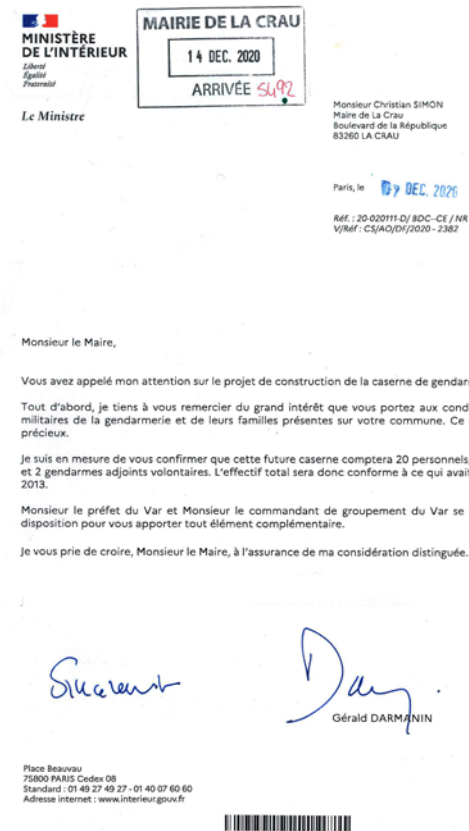 MINISTÈRE
DE L'INTÉRIEUR
Liberté
Égalité
Fraternité
Le Ministre
MAIRIE DE LA CRAU
14 DEC. 2020
ARRIVÉE 5492
Monsieur Christian SIMON
Maire de La Crau
Boulevard de la République
83260 LA CRAU
Paris, le 07 DEC. 2020
Réf. : 20-020111-D/ BDC-CE / NR
V/Réf : CS/AO/DF/2020 - 2382
Monsieur le Maire,
Vous avez appelé mon attention sur le projet de construction de la caserne de gendar
Tout d'abord, je tiens à vous remercier du grand intérêt que vous portez aux cond
militaires de la gendarmerie et de leurs familles présentes sur votre commune. Ce
précieux.
Je suis en mesure de vous confirmer que cette future caserne comptera 20 personnels,
et 2 gendarmes adjoints volontaires. L'effectif total sera donc conforme à ce qui avai
2013.
Monsieur le préfet du Var et Monsieur le commandant de groupement du Var se
disposition pour vous apporter tout élément complémentaire.
Je vous prie de croire, Monsieur le Maire, à l'assurance de ma considération distinguée.
Gérald DARMANIN
Place Beauvau
75800 PARIS Cedex 08
Standard : 01 49 27 49 27 - 01 40 07 60 60
Adresse internet : www.interieur.gouv.fr